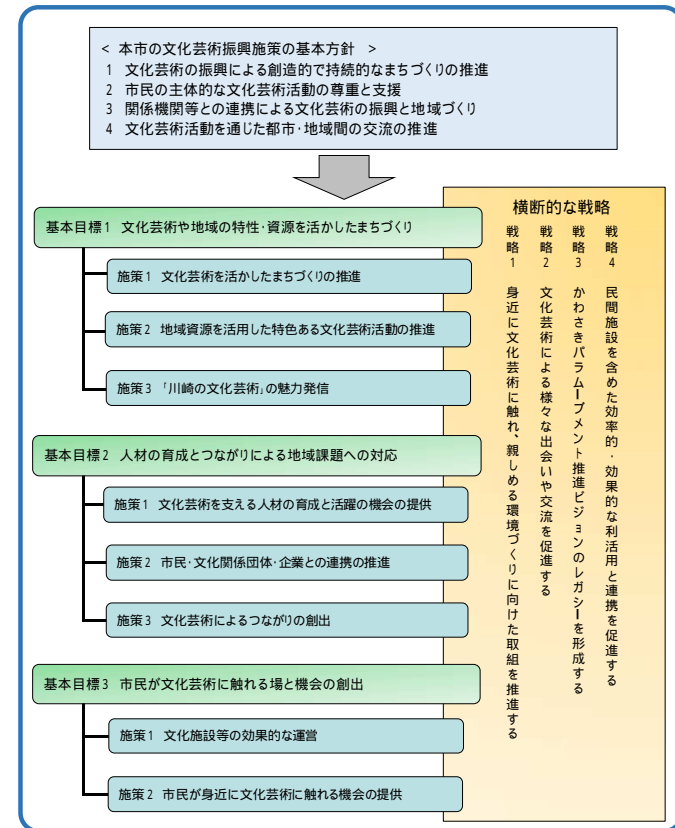 < 本市の文化芸術振興施策の基本方針 >
1 文化芸術の振興による創造的で持続的なまちづくりの推進
2 市民の主体的な文化芸術活動の尊重と支援
3 関係機関等との連携による文化芸術の振興と地域づくり
4 文化芸術活動を通じた都市・地域間の交流の推進
基本目標1 文化芸術や地域の特性・資源を活かしたまちづくり
施策1 文化芸術を活かしたまちづくりの推進
施策2 地域資源を活用した特色ある文化芸術活動の推進
施策3 「川崎の文化芸術」の魅力発信
基本目標2 人材の育成とつながりによる地域課題への対応
施策1 文化芸術を支える人材の育成と活躍の機会の提供
施策2 市民・文化関係団体・企業との連携の推進
施策3 文化芸術によるつながりの創出
基本目標3 市民が文化芸術に触れる場と機会の創出
施策1 文化施設等の効果的な運営
施策2 市民が身近に文化芸術に触れる機会の提供
横断的な戦略
戦略1 身近に文化芸術に触れ、親しめる環境づくりに向けた取組を推進する
戦略2 文化芸術による様々な出会いや交流を促進する
戦略3 かわさきパラムーブメント推進ビジョンのレガシーを形成する
戦略4 民間施設を含めた効率的・効果的な利活用と連携を促進する